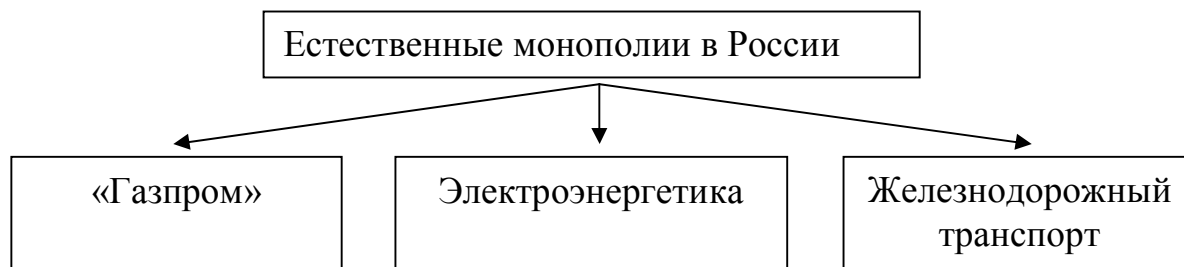 Естественные монополии в России
«Газпром»
Электроэнергетика
Железнодорожный
транспорт